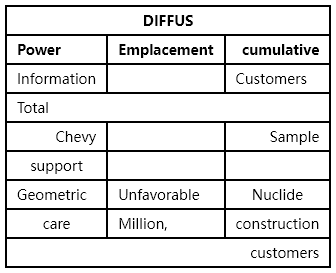 DIFFUS
Power Emplacement cumulative
Information Customers
Total
Chevy Sample
support
Geometric Unfavorable Nuclide
care Million, construction
customers